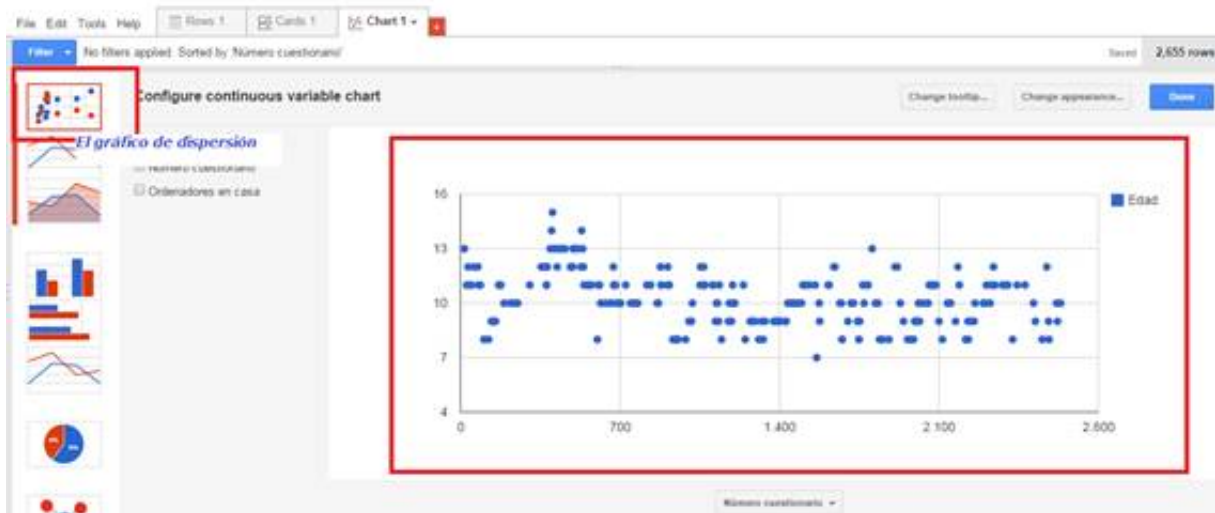 File Edit Tools Help Rows 1 Cards 1 Chart 1
Filter No filters applied. Sorted by 'Número cuestionario'
Saved 2,655 rows
Configure continuous variable chart
Change tooltip... Change appearance... Done
El gráfico de dispersión
Número cuestionario
Ordenadores en casa
16
13
10
7
4
0 700 1.400 2.100 2.800
Edad
Número cuestionario